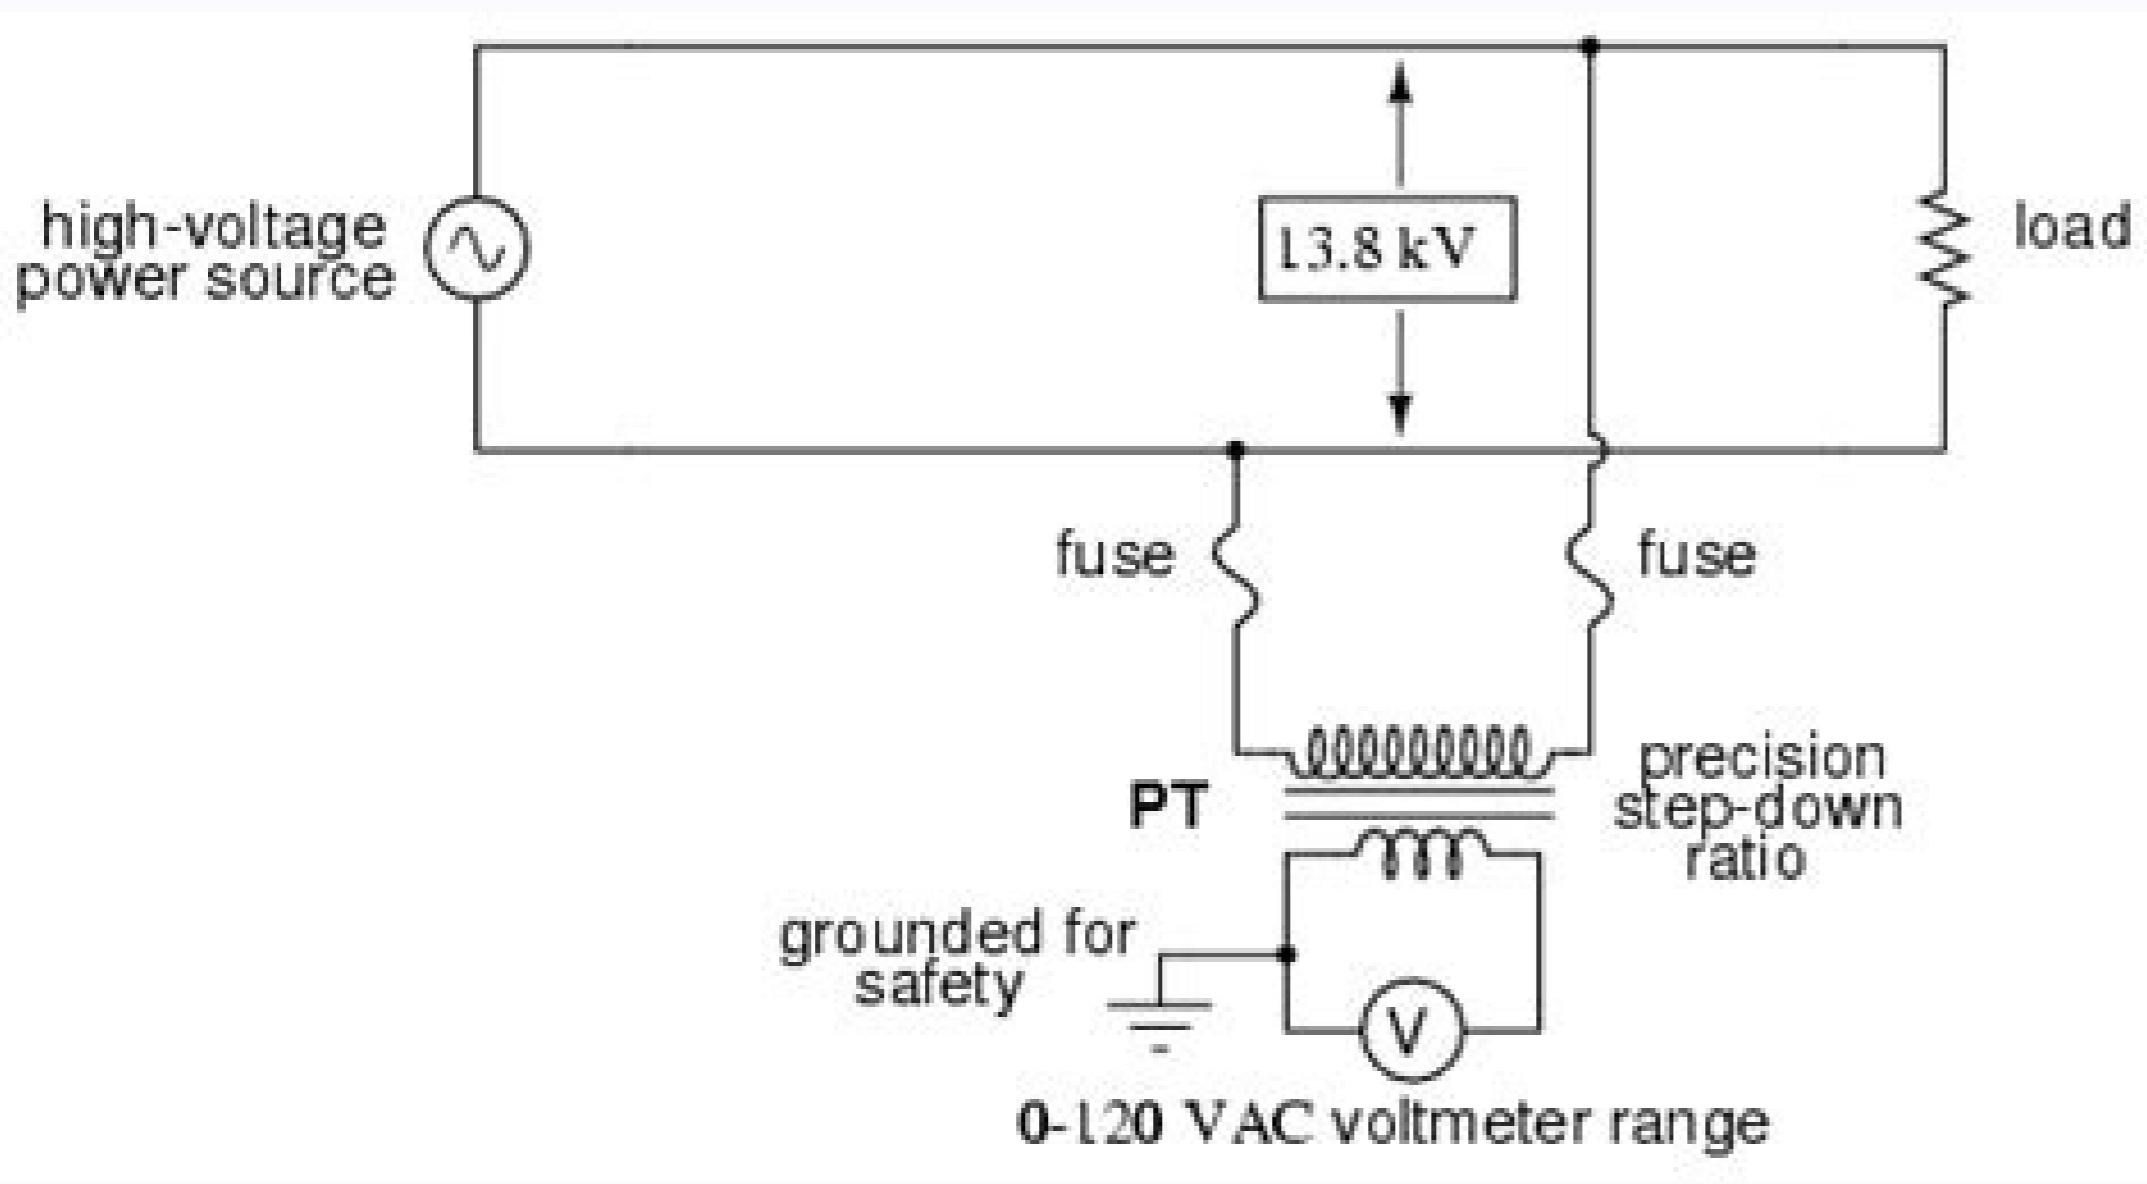 high-voltage
power source
13.8 kV
load
fuse
fuse
PT
precision
step-down
ratio
grounded for
safety
V
0-120 VAC voltmeter range